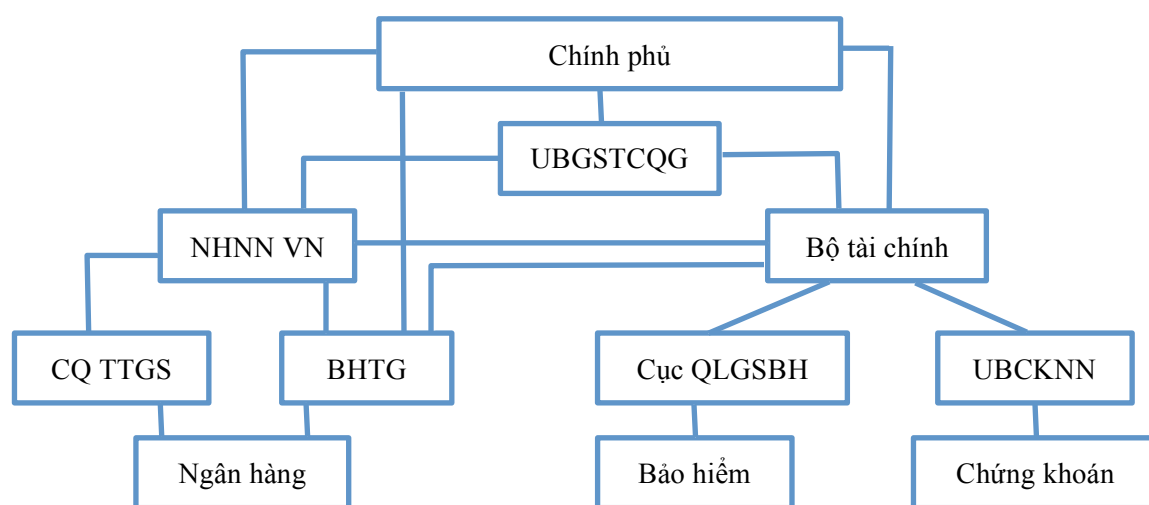 Chính phủ
UBGSTCQG
NHNN VN
Bộ tài chính
CQ TTGS
BHTG
Cục QLGSBH
UBCKNN
Ngân hàng
Bảo hiểm
Chứng khoán